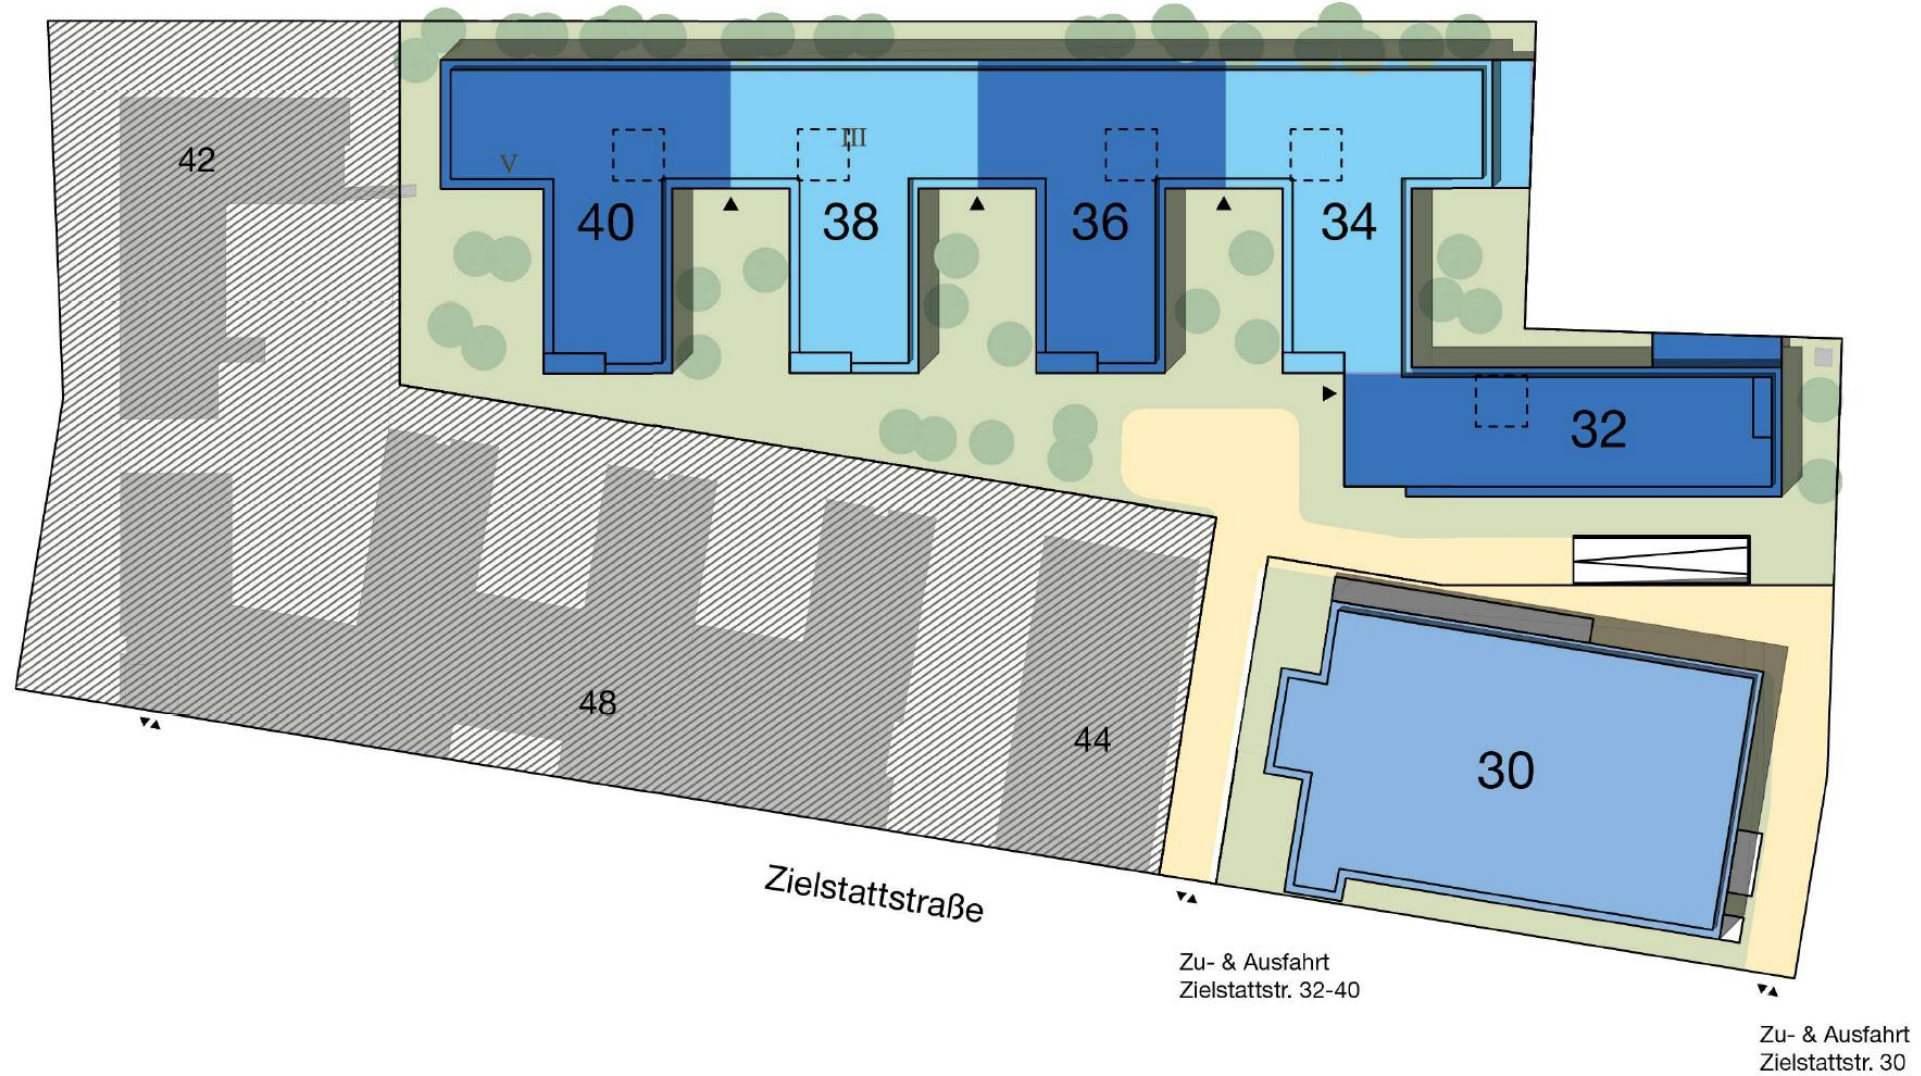 42
V
III
40
38
36
34
32
48
44
30
Zielstattstraße
Zu- & Ausfahrt
Zielstattstr. 32-40
Zu- & Ausfahrt
Zielstattstr. 30